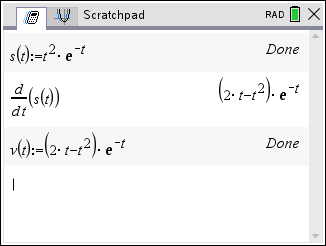 Scratchpad RAD
s(t):=t²· e⁻ᵗ Done
d/dt(s(t)) (2· t−t²)· e⁻ᵗ
v(t):=(2· t−t²)· e⁻ᵗ Done